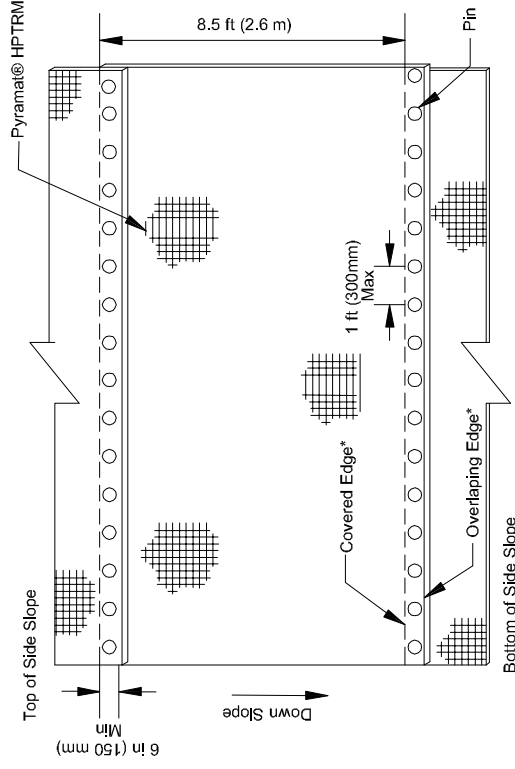 Pyramat® HPTRM
8.5 ft (2.6 m)
Pin
Top of Side Slope
6 in (150 mm)
Min
Down Slope
1 ft (300mm)
Max
Covered Edge*
Overlaping Edge*
Bottom of Side Slope